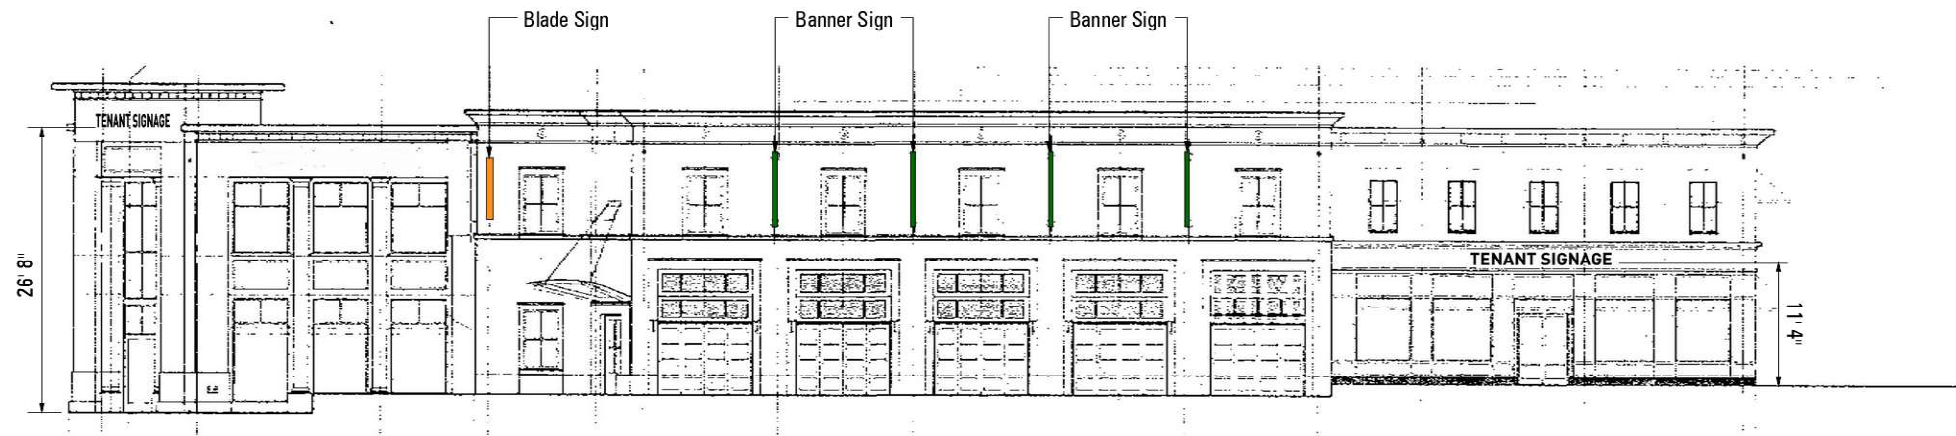 Blade Sign
Banner Sign
Banner Sign
TENANT SIGNAGE
26' 8"
TENANT SIGNAGE
11' 4"